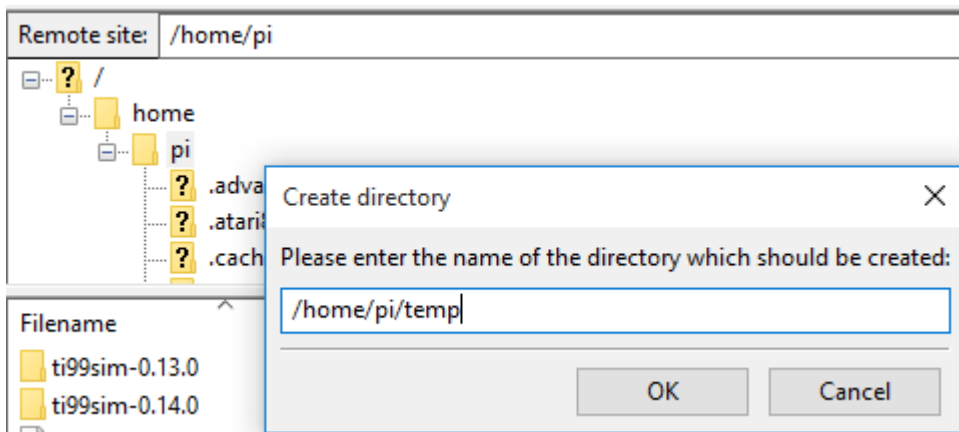 Remote site: /home/pi
? /
home
pi
? .adva
? .atari
? .cach
Create directory
Please enter the name of the directory which should be created:
/home/pi/temp
OK Cancel
Filename
ti99sim-0.13.0
ti99sim-0.14.0